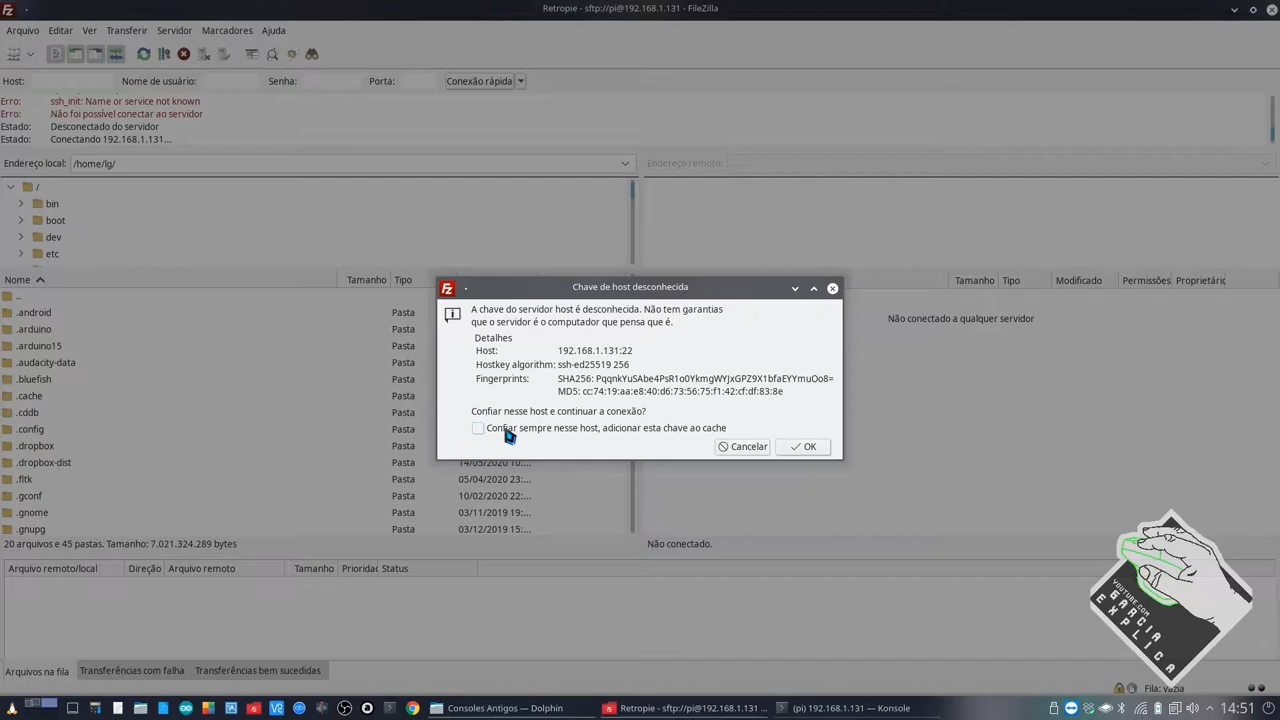 Retropie - sftp://pi@192.168.1.131 - FileZilla
Arquivo Editar Ver Transferir Servidor Marcadores Ajuda
Host: Nome de usuário: Senha: Porta: Conexão rápida
Erro: ssh_init: Name or service not known
Erro: Não foi possível conectar ao servidor
Estado: Desconectado do servidor
Estado: Conectando 192.168.1.131...
Endereço local: /home/lg/ Endereço remoto:
/
bin
boot
dev
etc
Nome Tamanho Tipo Tamanho Tipo Modificado Permissões Proprietáric
..
.android Pasta
.arduino Pasta
.arduino15 Pasta
.audacity-data Pasta
.bluefish Pasta
.cache Pasta
.cddb Pasta
.config Pasta
.dropbox Pasta
.dropbox-dist Pasta 14/05/2020 10:...
.fltk Pasta 05/04/2020 23:...
.gconf Pasta 10/02/2020 22:...
.gnome Pasta 03/11/2019 19:...
.gnupg Pasta 03/12/2019 15:...
Não conectado a qualquer servidor
Chave de host desconhecida
A chave do servidor host é desconhecida. Não tem garantias
que o servidor é o computador que pensa que é.
Detalhes
Host: 192.168.1.131:22
Hostkey algorithm: ssh-ed25519 256
Fingerprints: SHA256: PqqnkYuSAbe4PsR1o0YkmgWYJxGPZ9X1bfaEYYmuOo8=
MD5: cc:74:19:aa:e8:40:d6:73:56:75:f1:42:cf:df:83:8e
Confiar nesse host e continuar a conexão?
Confiar sempre nesse host, adicionar esta chave ao cache
Cancelar OK
20 arquivos e 45 pastas. Tamanho: 7.021.324.289 bytes Não conectado.
Arquivo remoto/local Direção Arquivo remoto Tamanho Prioridac Status
YOUTUBE.COM
GARCIA
EXPLICA
Arquivos na fila Transferências com falha Transferências bem sucedidas
Fila: vazia
Consoles Antigos — Dolphin Retropie - sftp://pi@192.168.1.131 ... (pi) 192.168.1.131 — Konsole 14:51